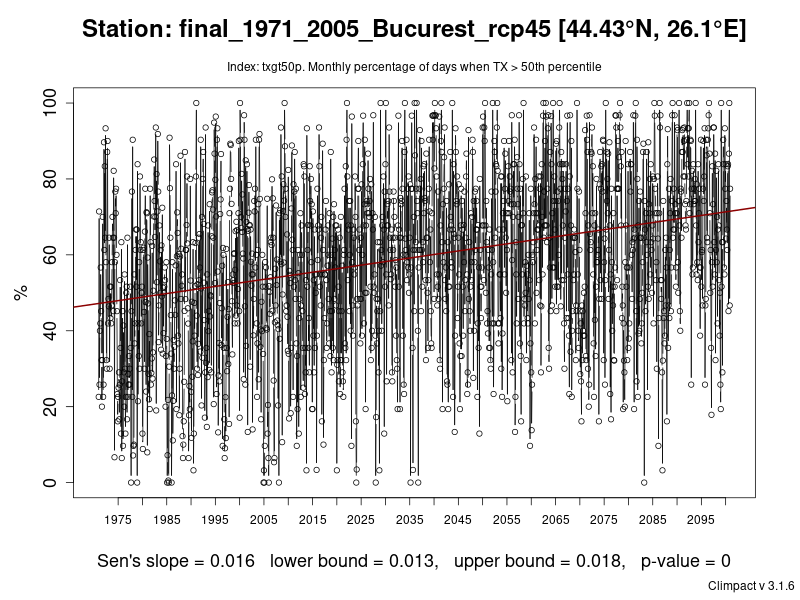 Station: final_1971_2005_Bucurest_rcp45 [44.43°N, 26.1°E]
Index: txgt50p. Monthly percentage of days when TX > 50th percentile
100
80
60
40
20
0
%
1975 1985 1995 2005 2015 2025 2035 2045 2055 2065 2075 2085 2095
Sen's slope = 0.016 lower bound = 0.013, upper bound = 0.018, p-value = 0
Climpact v 3.1.6